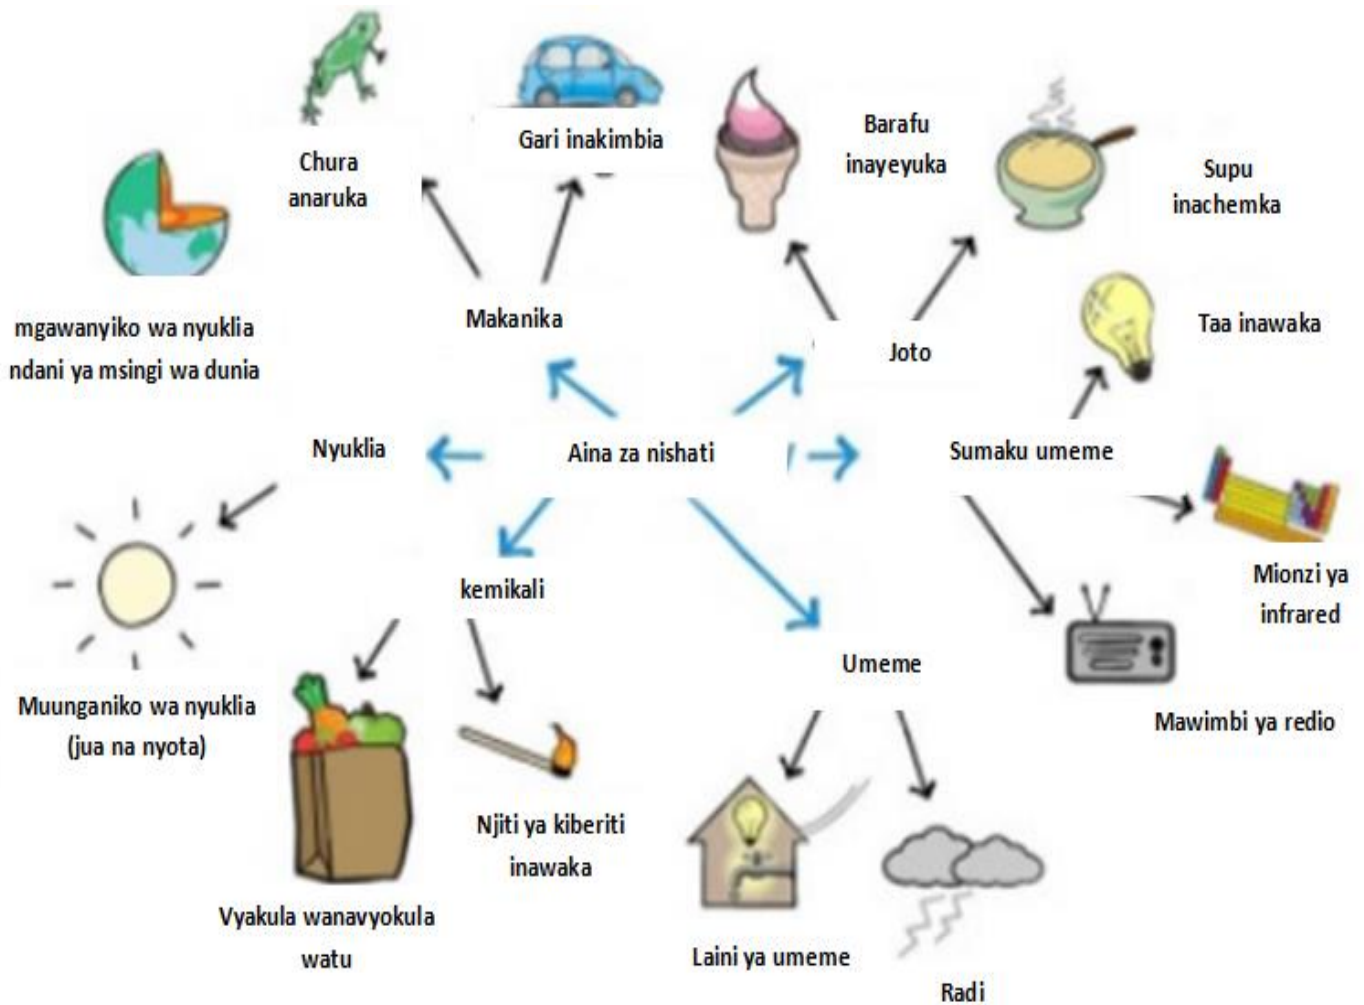 Chura
anaruka
Gari inakimbia
Barafu
inayeyuka
Supu
inachemka
mgawanyiko wa nyuklia
ndani ya msingi wa dunia
Makanika
Joto
Taa inawaka
Nyuklia
Aina za nishati
Sumaku umeme
Mionzi ya
infrared
kemikali
Umeme
Muunganiko wa nyuklia
(jua na nyota)
Mawimbi ya redio
Njiti ya kiberiti
inawaka
Vyakula wanavyokula
watu
Laini ya umeme
Radi